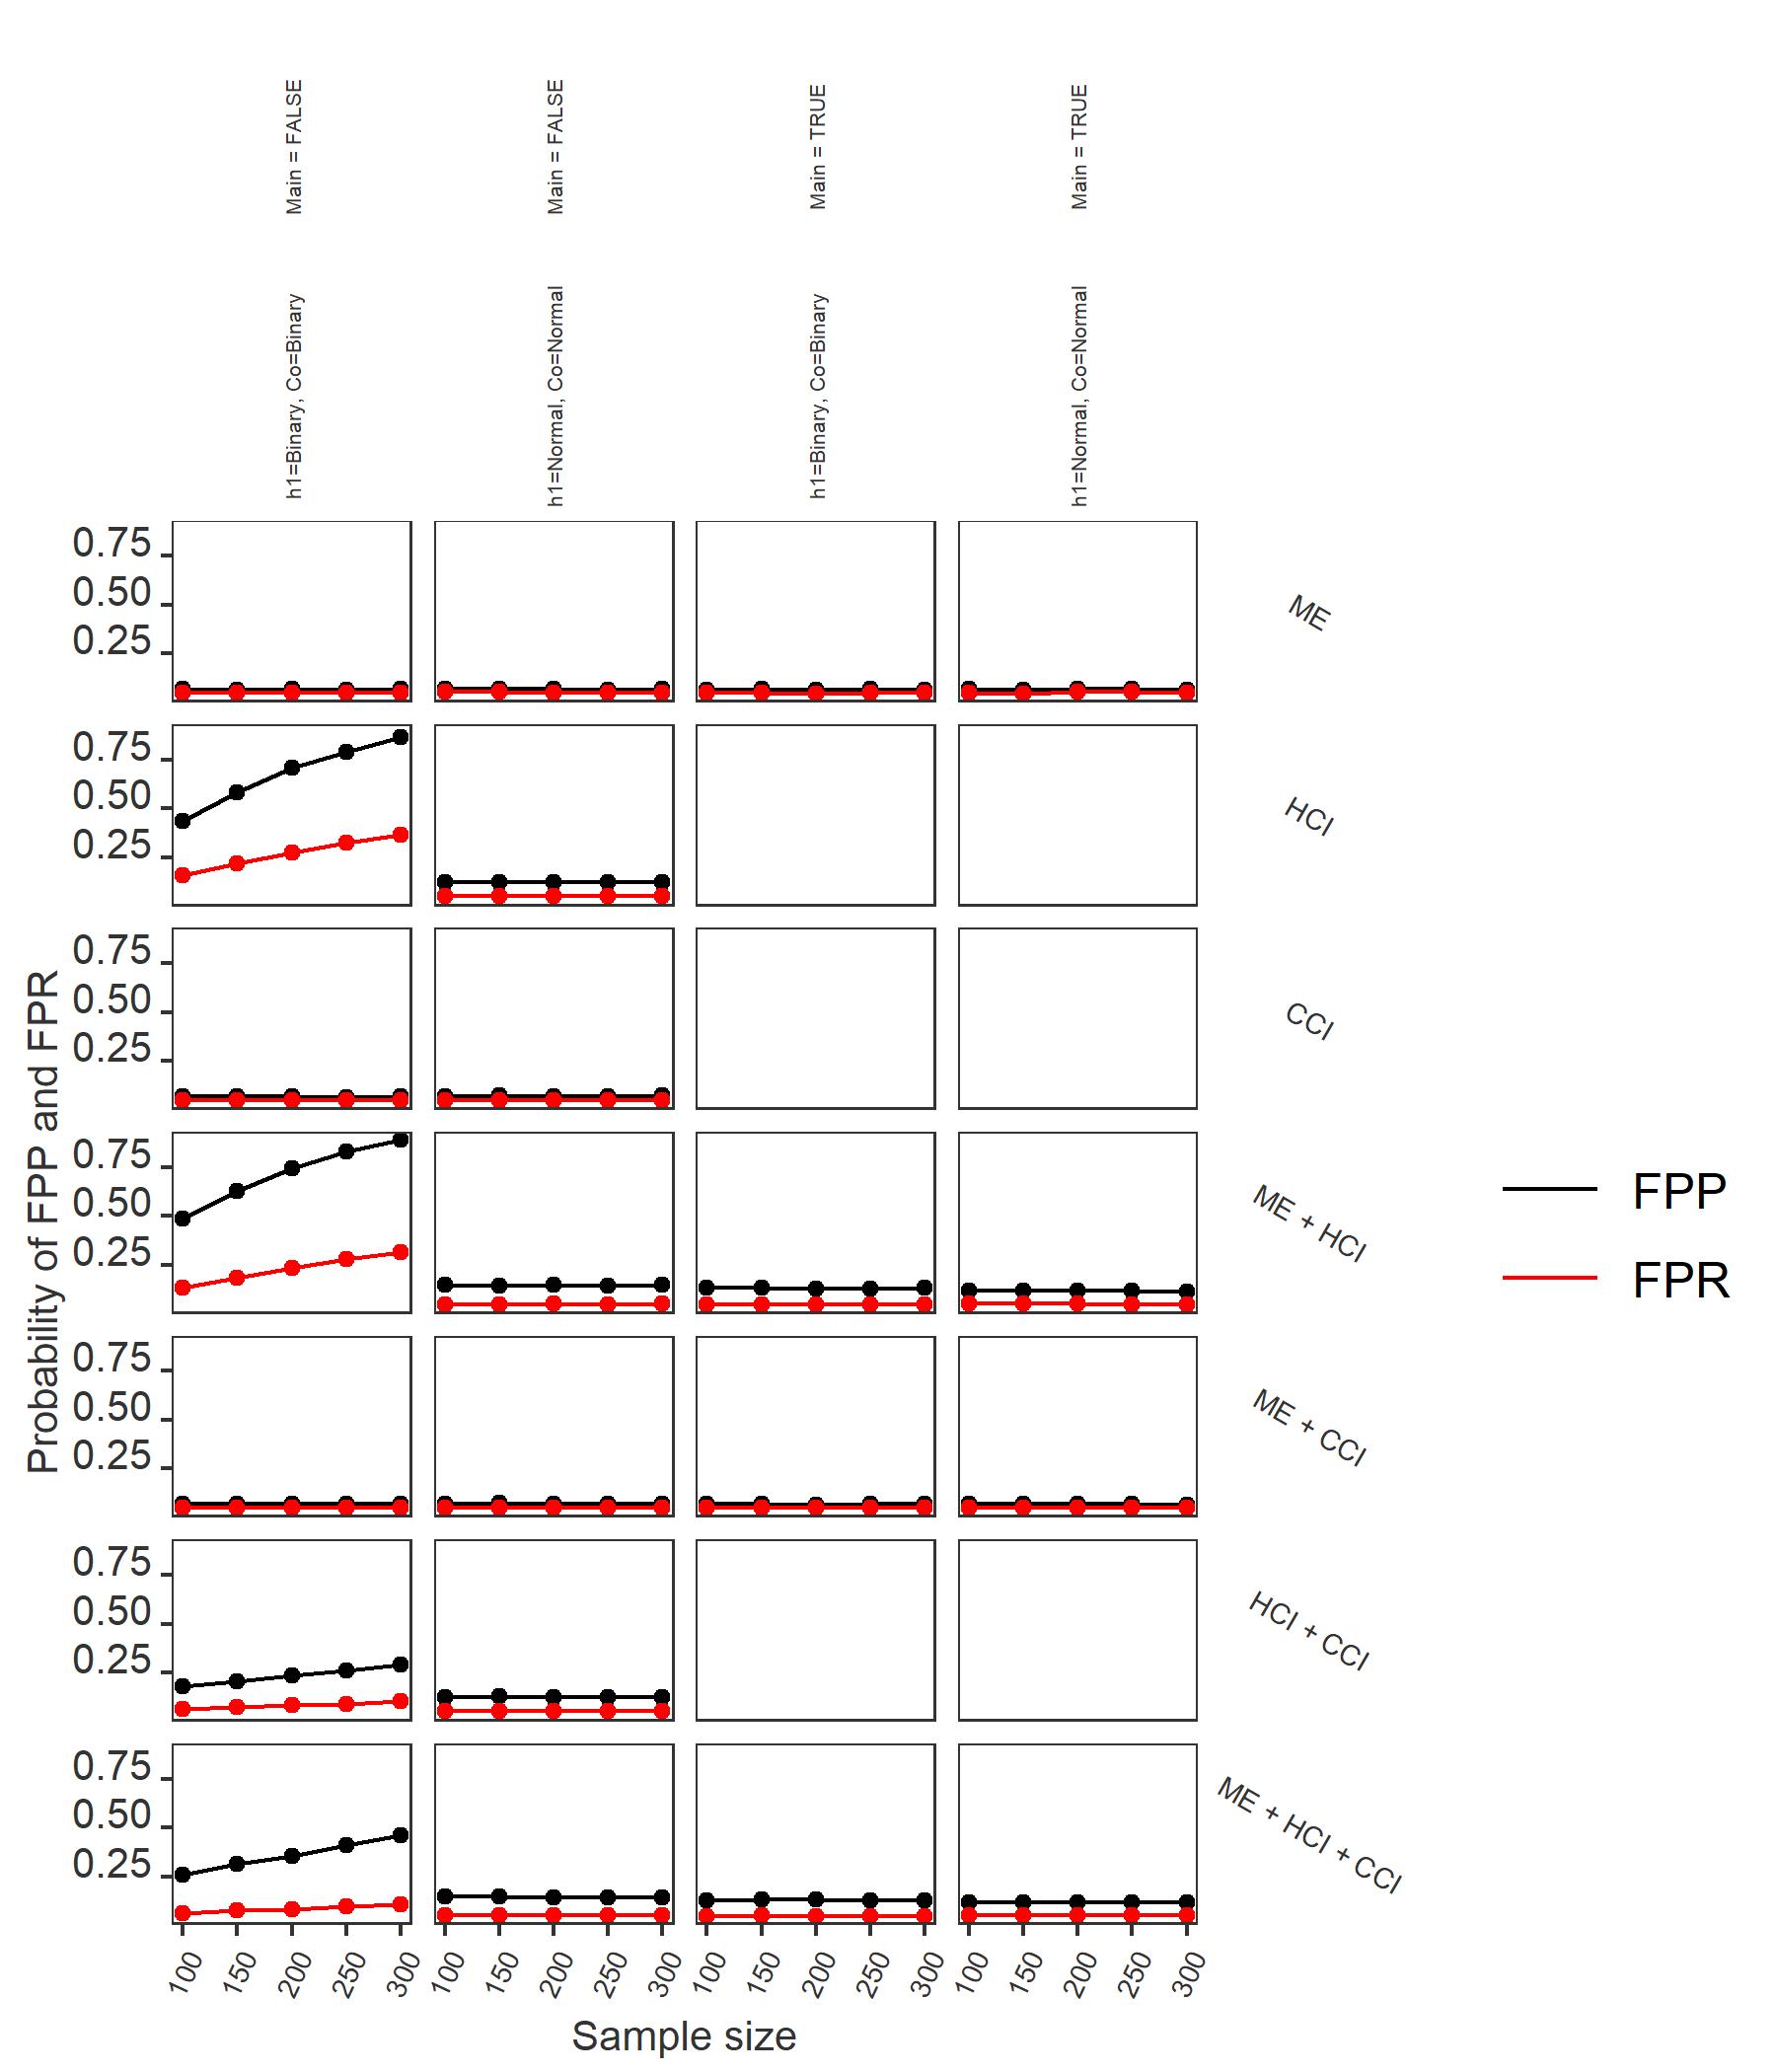 Main = FALSE
Main = FALSE
Main = TRUE
Main = TRUE
h1=Binary, Co=Binary
h1=Normal, Co=Normal
h1=Binary, Co=Binary
h1=Normal, Co=Normal
Probability of FPP and FPR
0.75
0.50
0.25
ME
0.75
0.50
0.25
HCI
0.75
0.50
0.25
CCI
0.75
0.50
0.25
ME + HCI
0.75
0.50
0.25
ME + CCI
0.75
0.50
0.25
HCI + CCI
0.75
0.50
0.25
ME + HCI + CCI
100 150 200 250 300 100 150 200 250 300 100 150 200 250 300 100 150 200 250 300
Sample size
FPP
FPR